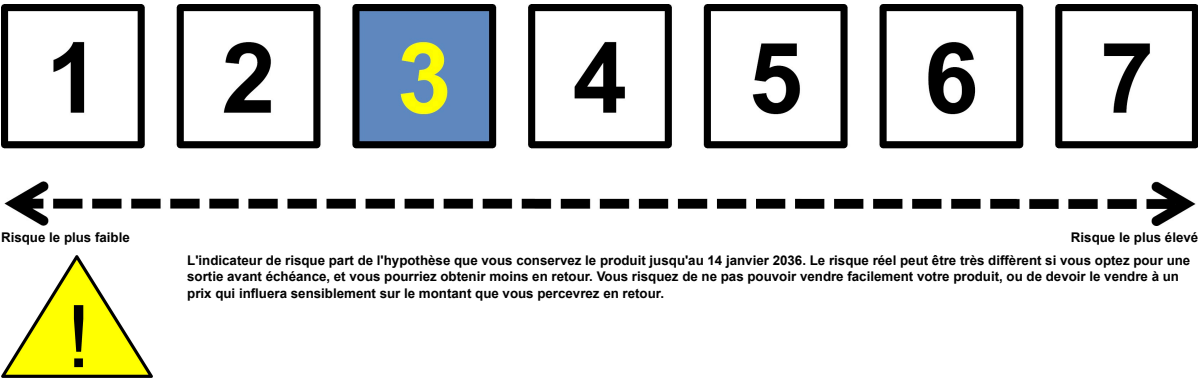 1 2 3 4 5 6 7
Risque le plus faible Risque le plus élevé
L'indicateur de risque part de l'hypothèse que vous conservez le produit jusqu'au 14 janvier 2036. Le risque réel peut être très diffèrent si vous optez pour une
sortie avant échéance, et vous pourriez obtenir moins en retour. Vous risquez de ne pas pouvoir vendre facilement votre produit, ou de devoir le vendre à un
prix qui influera sensiblement sur le montant que vous percevrez en retour.
!